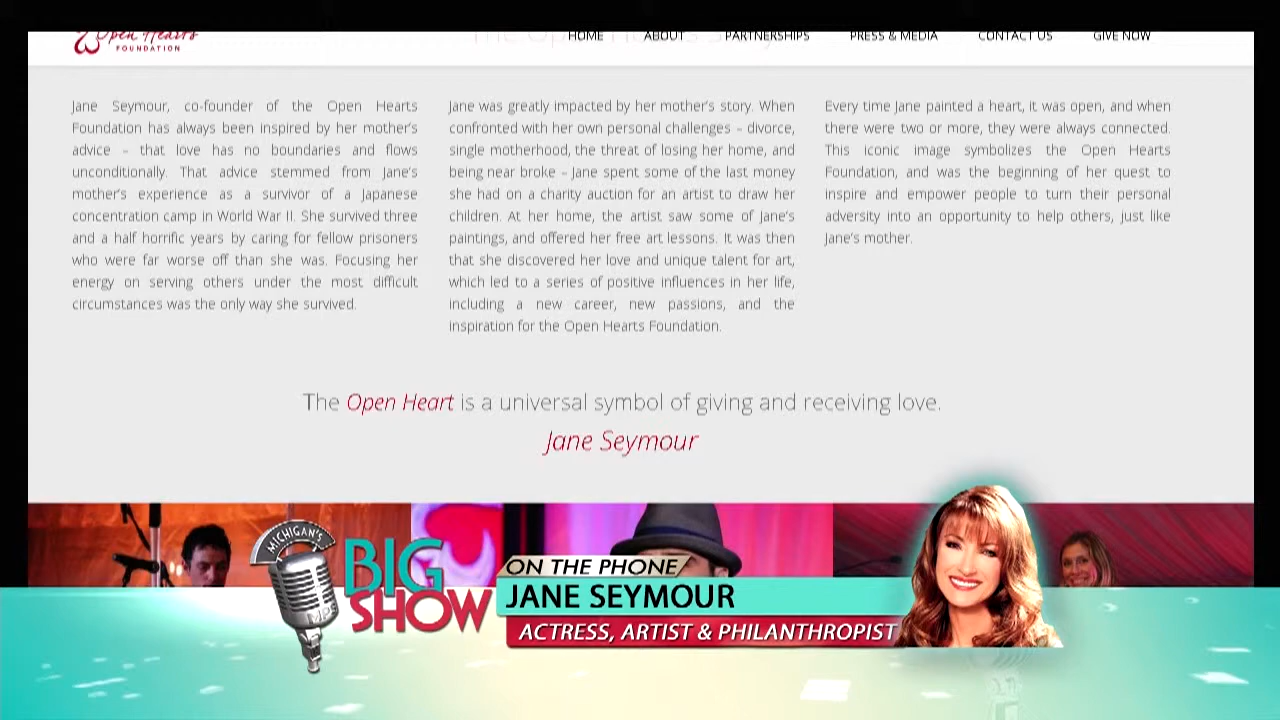 Open Hearts
FOUNDATION
HOME ABOUT PARTNERSHIPS PRESS & MEDIA CONTACT US GIVE NOW
Jane Seymour, co-founder of the Open Hearts
Foundation has always been inspired by her mother's
advice – that love has no boundaries and flows
unconditionally. That advice stemmed from Jane's
mother's experience as a survivor of a Japanese
concentration camp in World War II. She survived three
and a half horrific years by caring for fellow prisoners
who were far worse off than she was. Focusing her
energy on serving others under the most difficult
circumstances was the only way she survived.
Jane was greatly impacted by her mother's story. When
confronted with her own personal challenges – divorce,
single motherhood, the threat of losing her home, and
being near broke – Jane spent some of the last money
she had on a charity auction for an artist to draw her
children. At her home, the artist saw some of Jane's
paintings, and offered her free art lessons. It was then
that she discovered her love and unique talent for art,
which led to a series of positive influences in her life,
including a new career, new passions, and the
inspiration for the Open Hearts Foundation.
Every time Jane painted a heart, it was open, and when
there were two or more, they were always connected.
This iconic image symbolizes the Open Hearts
Foundation, and was the beginning of her quest to
inspire and empower people to turn their personal
adversity into an opportunity to help others, just like
Jane's mother.
The Open Heart is a universal symbol of giving and receiving love.
Jane Seymour
MICHIGAN'S
BIG
SHOW
ON THE PHONE
JANE SEYMOUR
ACTRESS, ARTIST & PHILANTHROPIST